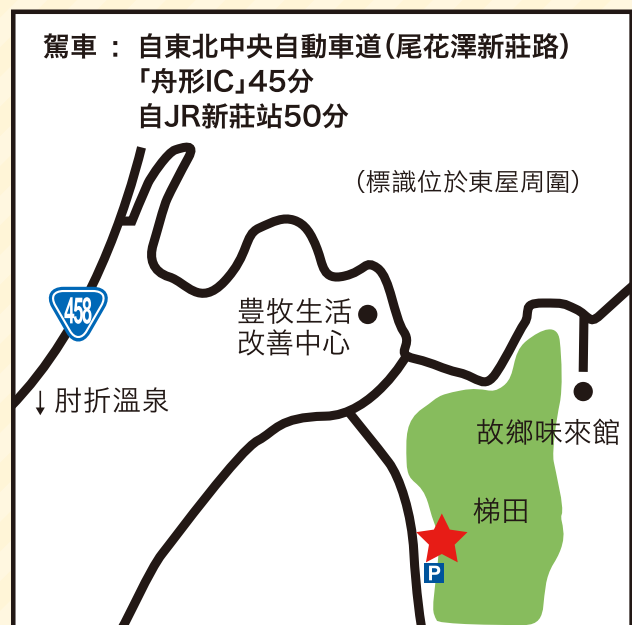 駕車 : 自東北中央自動車道(尾花澤新莊路)
「舟形IC」45分
自JR新莊站50分
(標識位於東屋周圍)
458
豐牧生活
改善中心
↓肘折溫泉
故鄉味來館
梯田
P